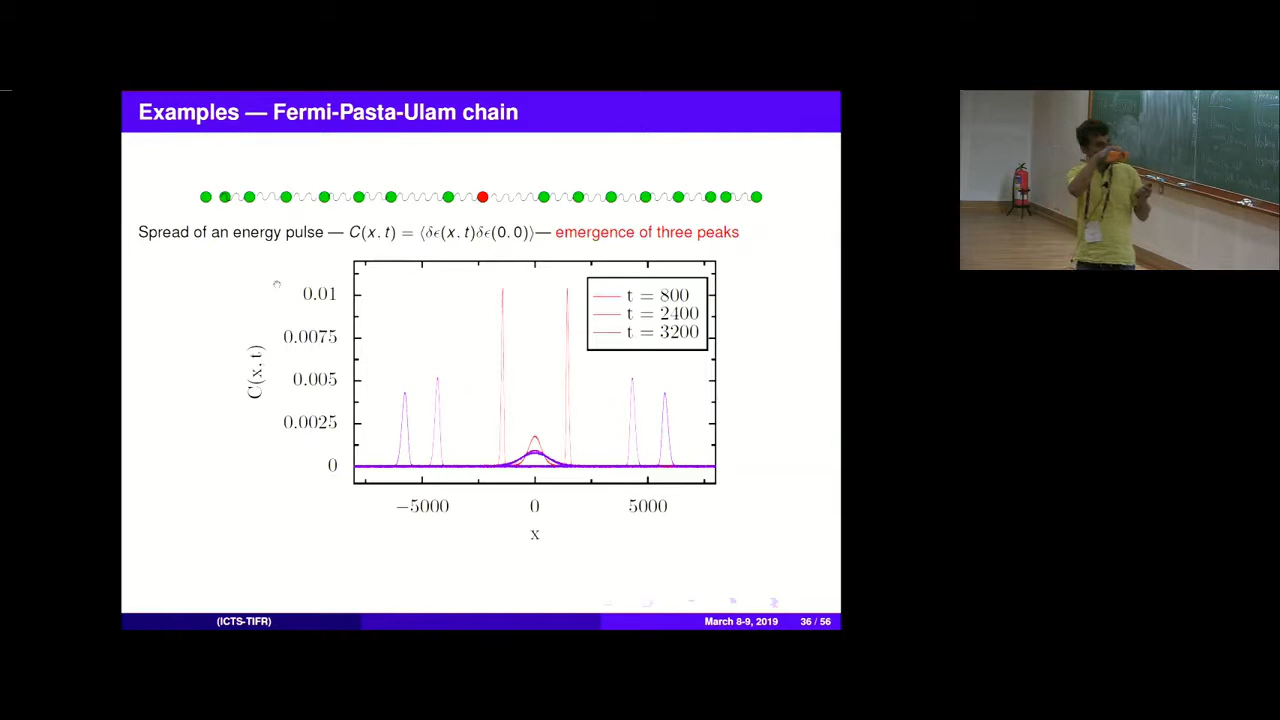 Examples — Fermi-Pasta-Ulam chain
Spread of an energy pulse — C(x, t) = ⟨δϵ(x, t)δϵ(0, 0)⟩— emergence of three peaks
t = 800
t = 2400
t = 3200
0.01
0.0075
0.005
0.0025
0
C(x, t)
−5000 0 5000
x
(ICTS-TIFR) March 8-9, 2019 36 / 56